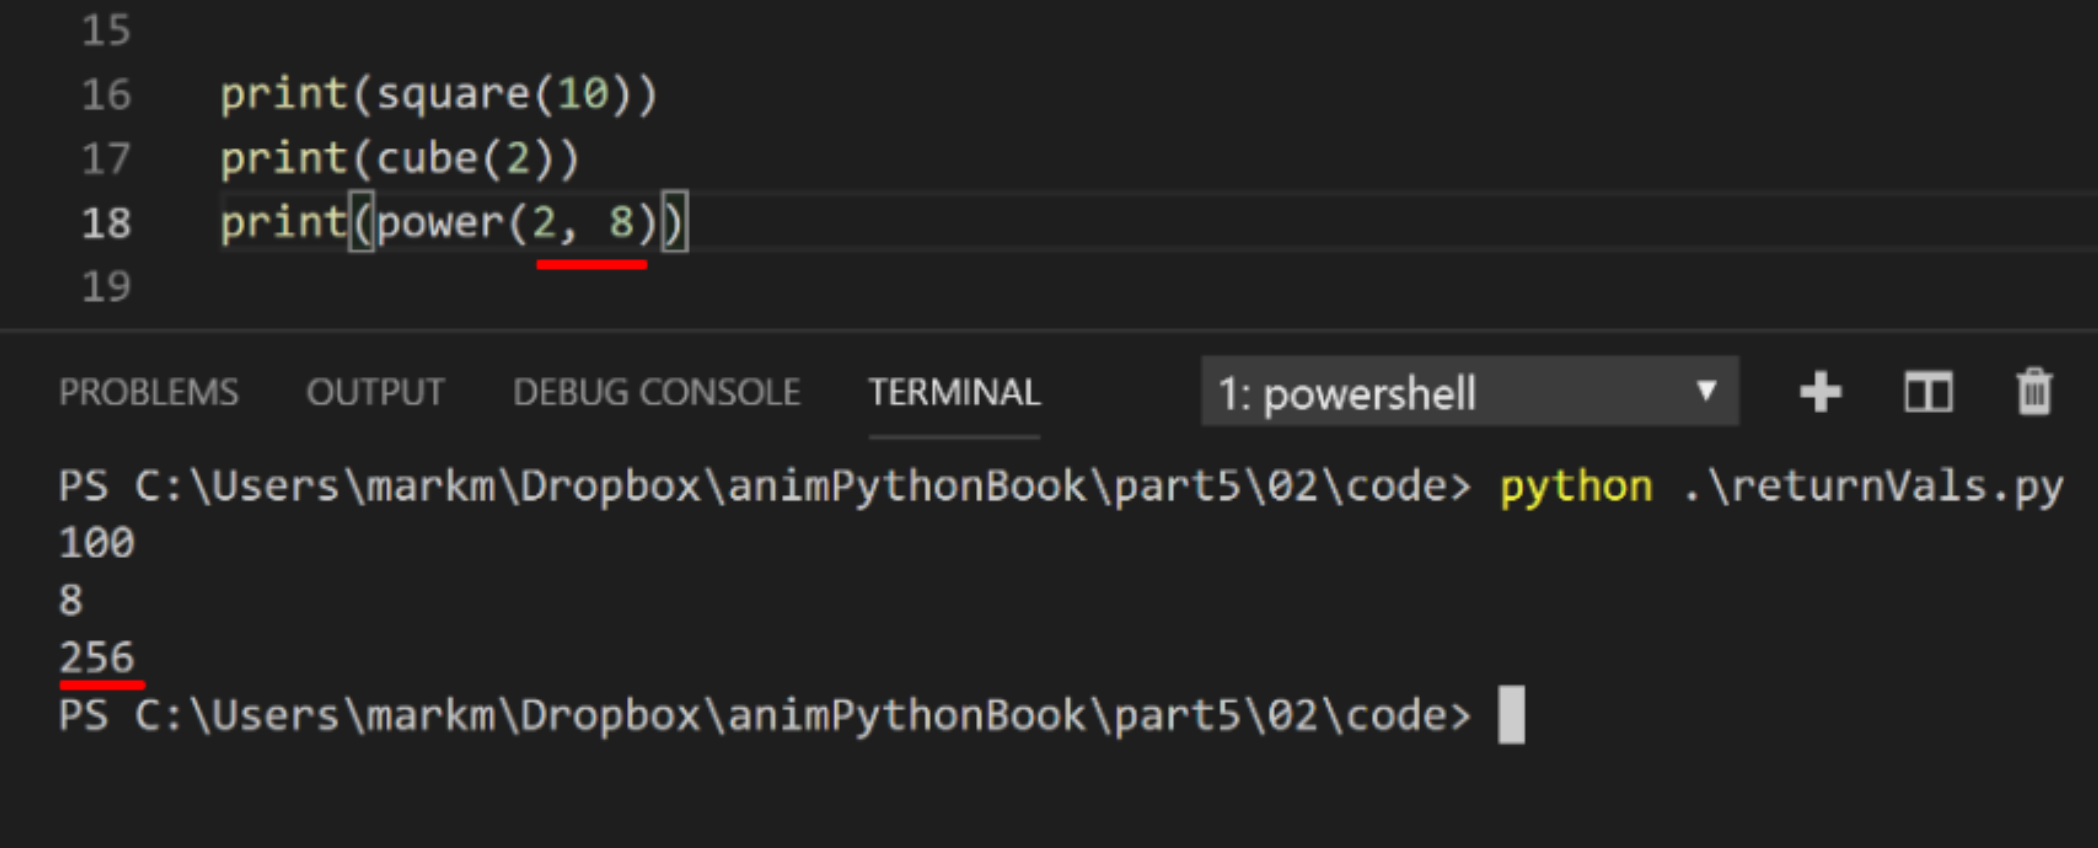 15
16 print(square(10))
17 print(cube(2))
18 print(power(2, 8))
19
PROBLEMS OUTPUT DEBUG CONSOLE TERMINAL 1: powershell
PS C:\Users\markm\Dropbox\animPythonBook\part5\02\code> python .\returnVals.py
100
8
256
PS C:\Users\markm\Dropbox\animPythonBook\part5\02\code>